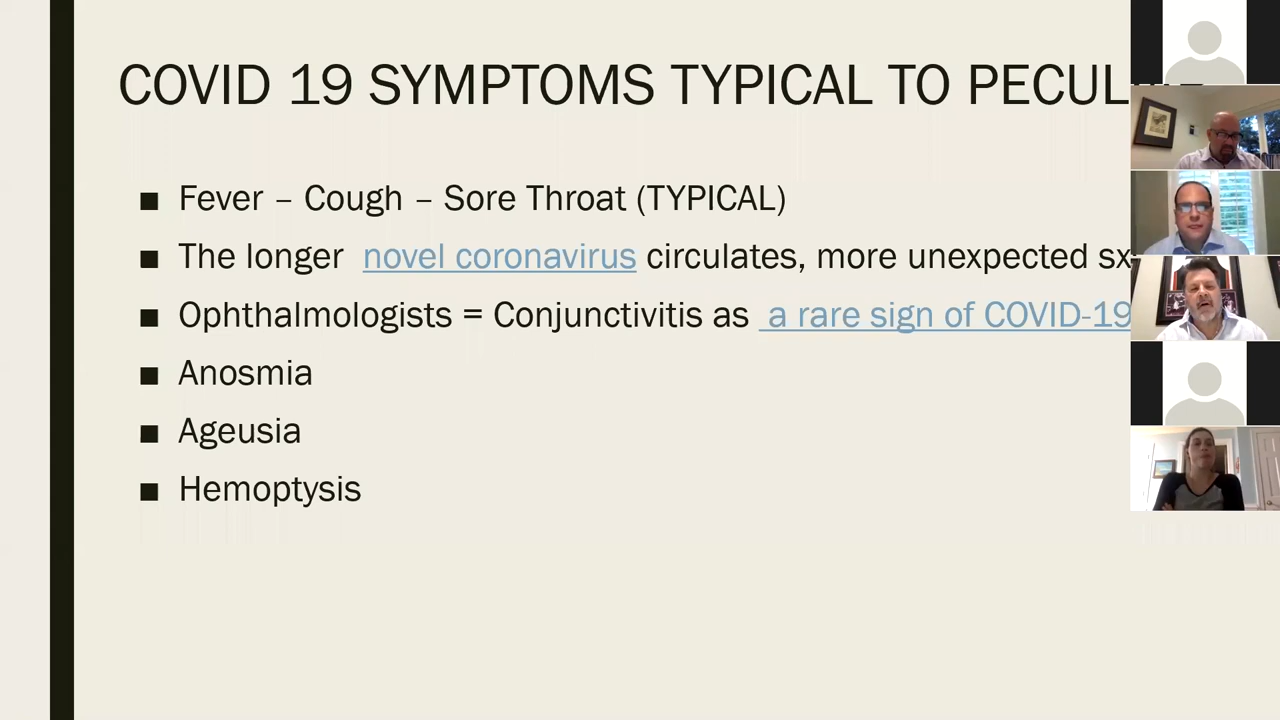 COVID 19 SYMPTOMS TYPICAL TO
■ Fever – Cough – Sore Throat (TYPICAL)
■ The longer novel coronavirus circulates, more unexpected sx
■ Ophthalmologists = Conjunctivitis as a rare sign of COVID-19
■ Anosmia
■ Ageusia
■ Hemoptysis